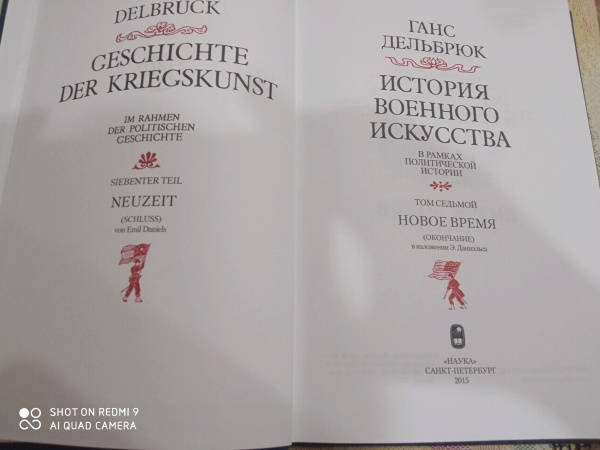 DELBRÜCK
GESCHICHTE
DER KRIEGSKUNST
IM RAHMEN
DER POLITISCHEN
GESCHICHTE
SIEBENTER TEIL
NEUZEIT
(SCHLUSS)
von Emil Daniels
ГАНС
ДЕЛЬБРЮК
ИСТОРИЯ
ВОЕННОГО
ИСКУССТВА
В РАМКАХ
ПОЛИТИЧЕСКОЙ
ИСТОРИИ
ТОМ СЕДЬМОЙ
НОВОЕ ВРЕМЯ
(ОКОНЧАНИЕ)
в изложении Э. Даниэльса
«НАУКА»
САНКТ-ПЕТЕРБУРГ
2015
SHOT ON REDMI 9
AI QUAD CAMERA